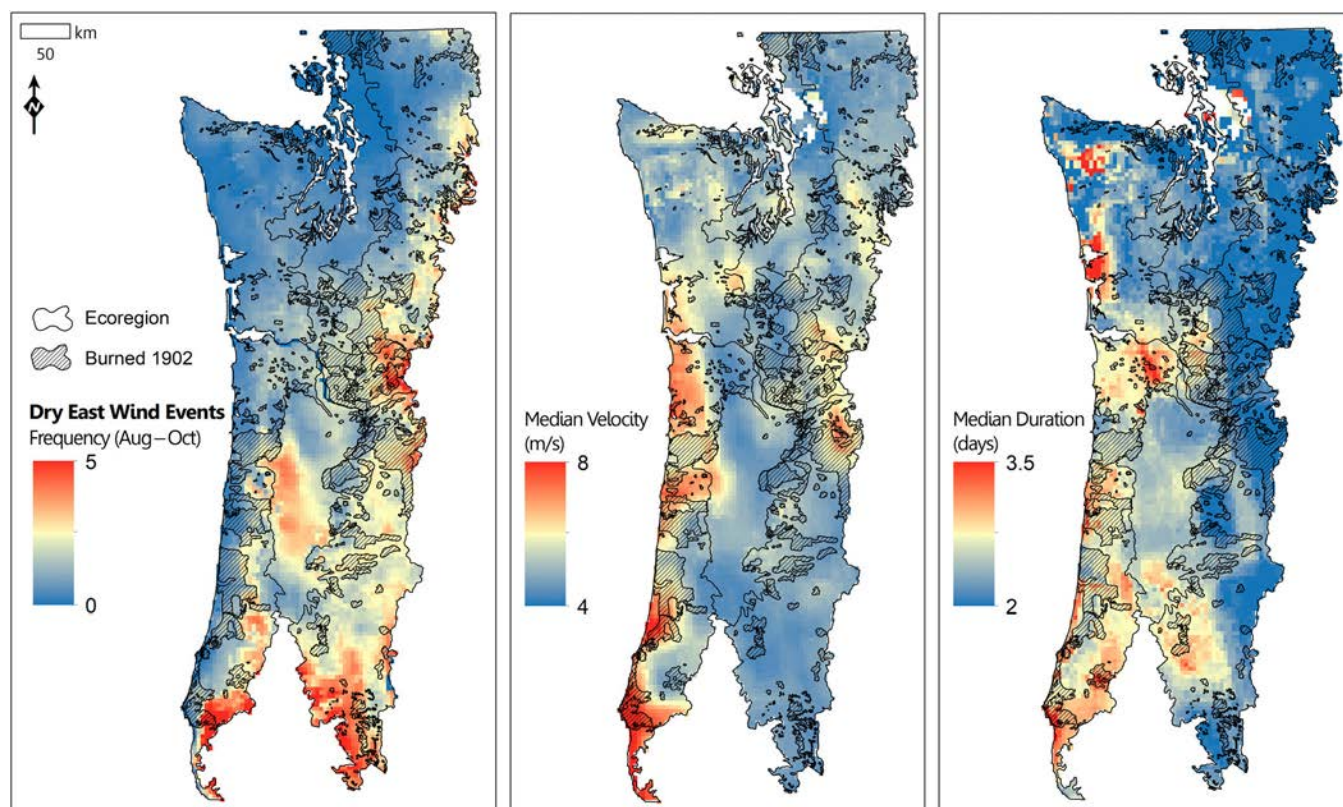 km
50
N
Ecoregion
Burned 1902
Dry East Wind Events
Frequency (Aug–Oct)
5
0
Median Velocity
(m/s)
8
4
Median Duration
(days)
3.5
2